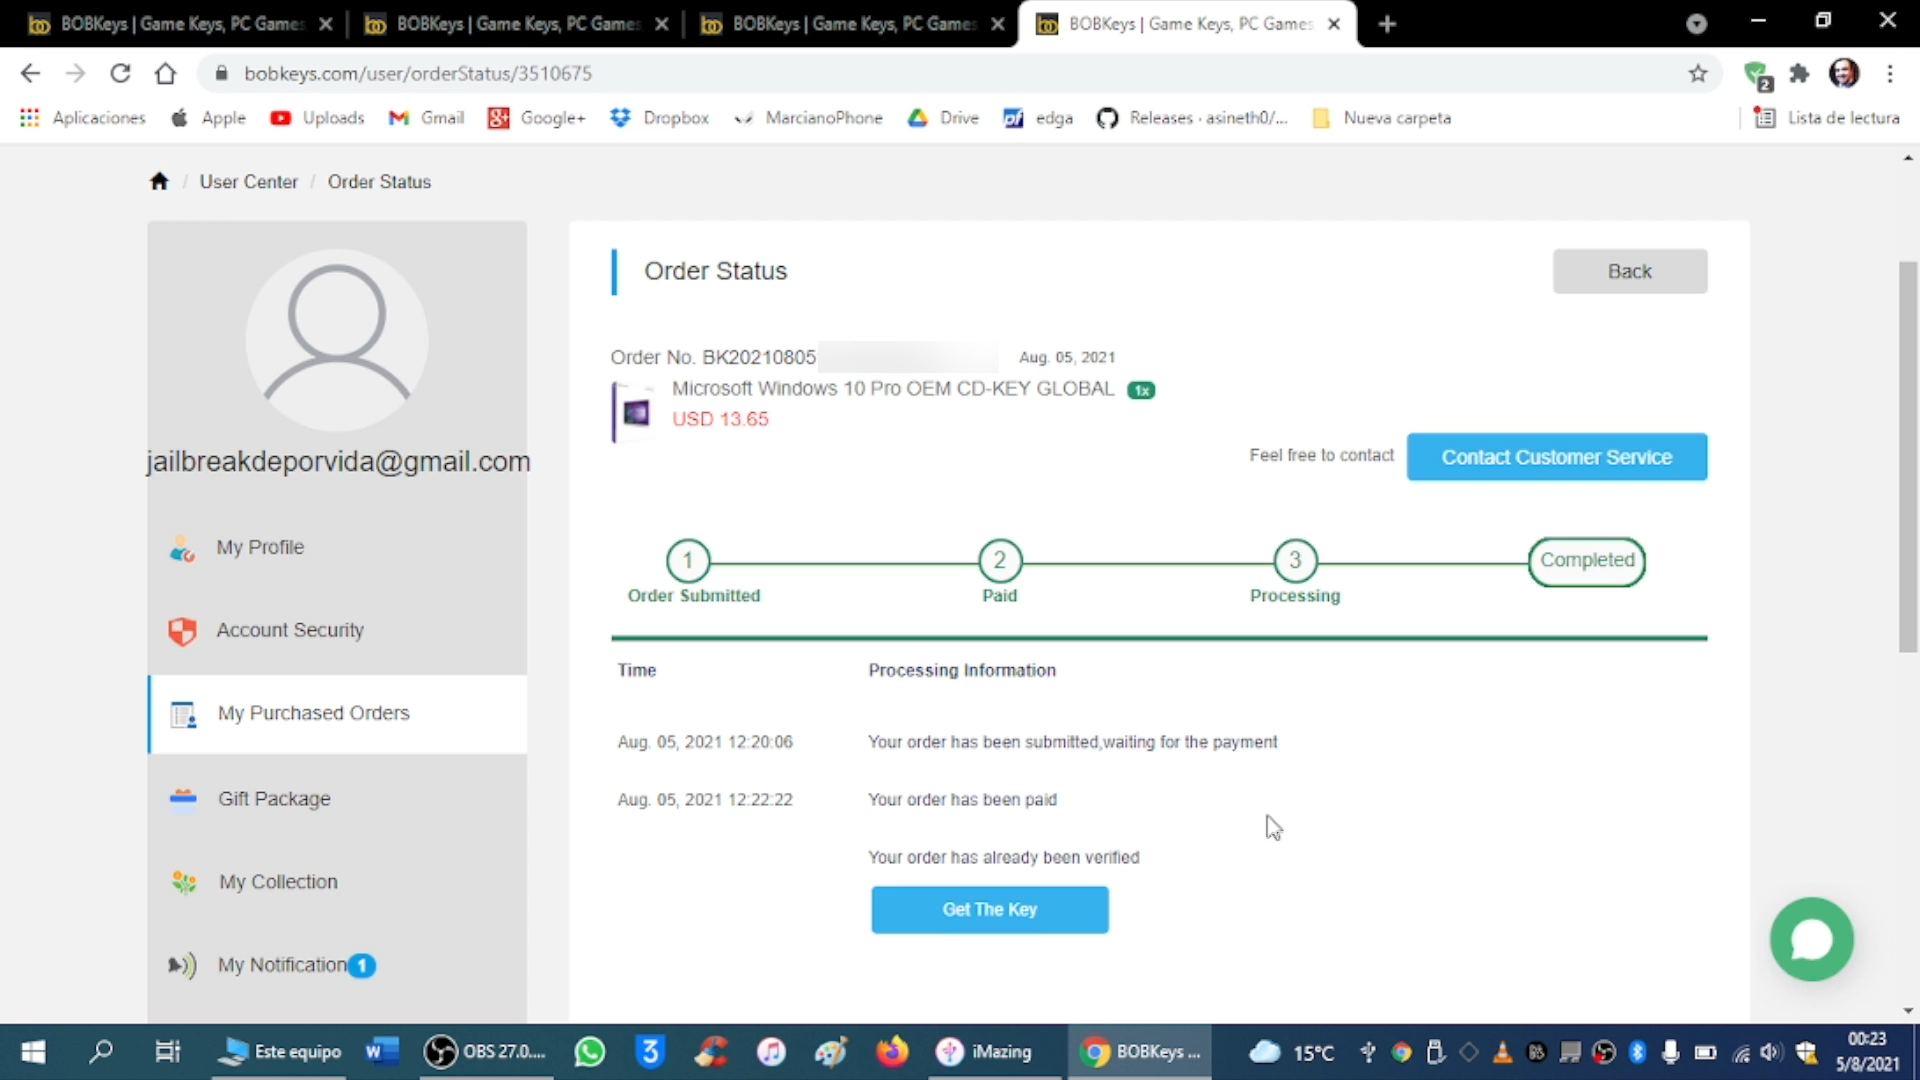 BOBKeys | Game Keys, PC Games
BOBKeys | Game Keys, PC Games
BOBKeys | Game Keys, PC Games
BOBKeys | Game Keys, PC Games
bobkeys.com/user/orderStatus/3510675
2
Aplicaciones
Apple
Uploads
Gmail
Google+
Dropbox
MarcianoPhone
Drive
edga
Releases · asineth0/...
Nueva carpeta
Lista de lectura
/ User Center / Order Status
jailbreakdeporvida@gmail.com
My Profile
Account Security
My Purchased Orders
Gift Package
My Collection
My Notification 1
Order Status
Back
Order No. BK20210805
Aug. 05, 2021
Microsoft Windows 10 Pro OEM CD-KEY GLOBAL 1x
USD 13.65
Feel free to contact
Contact Customer Service
1
2
3
Completed
Order Submitted
Paid
Processing
Time
Processing Information
Aug. 05, 2021 12:20:06
Your order has been submitted,waiting for the payment
Aug. 05, 2021 12:22:22
Your order has been paid
Your order has already been verified
Get The Key
Este equipo
OBS 27.0....
3
iMazing
BOBKeys ...
15°C
00:23
5/8/2021